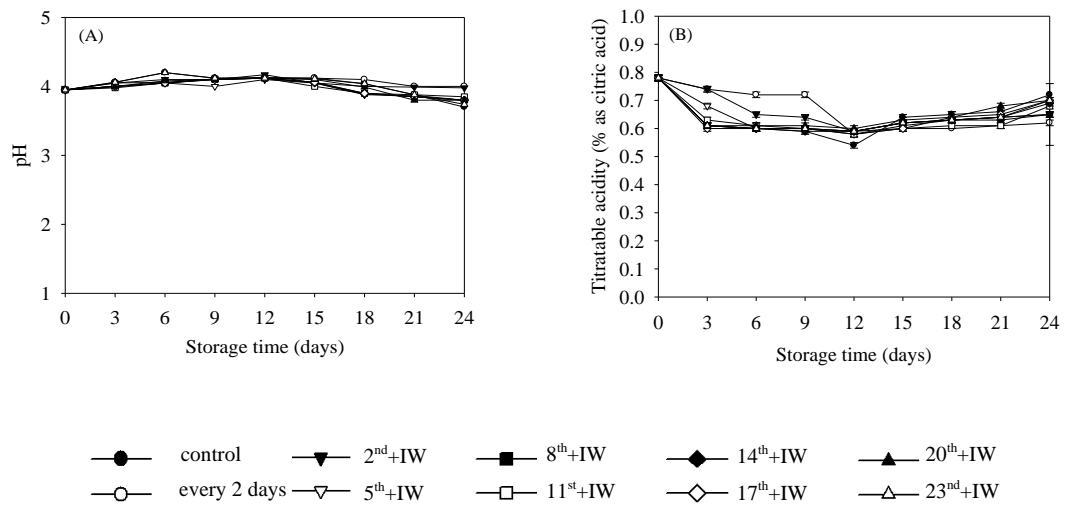 (A)
5
4
3
2
1
pH
0 3 6 9 12 15 18 21 24
Storage time (days)
(B)
1.0
0.9
0.8
0.7
0.6
0.5
0.4
0.3
0.2
0.1
0.0
Titratable acidity (% as citric acid)
0 3 6 9 12 15 18 21 24
Storage time (days)
control 2nd+IW 8th+IW 14th+IW 20th+IW
every 2 days 5th+IW 11st+IW 17th+IW 23nd+IW